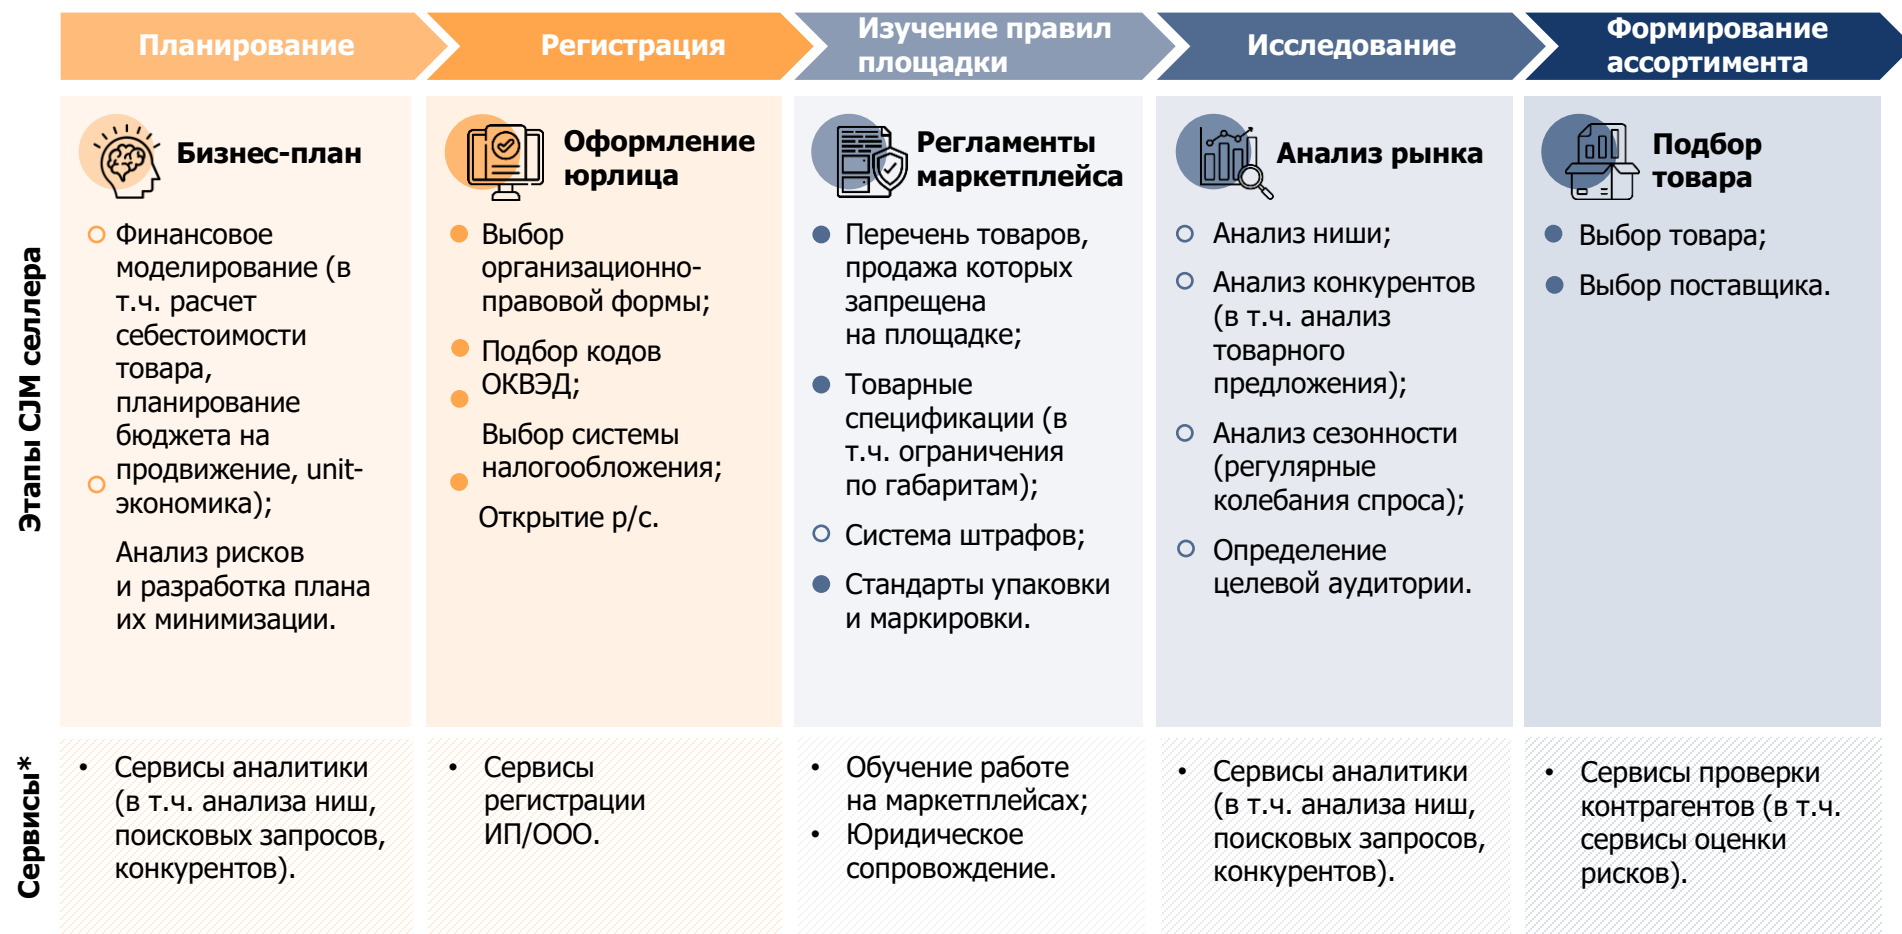 Планирование
Регистрация
Изучение правил
площадки
Исследование
Формирование
ассортимента
Этапы CJM селлера
Бизнес-план
Финансовое
моделирование (в
т.ч. расчет
себестоимости
товара,
планирование
бюджета на
продвижение, unit-
экономика);
Анализ рисков
и разработка плана
их минимизации.
Оформление
юрлица
Выбор
организационно-
правовой формы;
Подбор кодов
ОКВЭД;
Выбор системы
налогообложения;
Открытие р/с.
Регламенты
маркетплейса
Перечень товаров,
продажа которых
запрещена
на площадке;
Товарные
спецификации (в
т.ч. ограничения
по габаритам);
Система штрафов;
Стандарты упаковки
и маркировки.
Анализ рынка
Анализ ниши;
Анализ конкурентов
(в т.ч. анализ
товарного
предложения);
Анализ сезонности
(регулярные
колебания спроса);
Определение
целевой аудитории.
Подбор
товара
Выбор товара;
Выбор поставщика.
Сервисы*
• Сервисы аналитики
(в т.ч. анализа ниш,
поисковых запросов,
конкурентов).
• Сервисы
регистрации
ИП/ООО.
• Обучение работе
на маркетплейсах;
• Юридическое
сопровождение.
• Сервисы аналитики
(в т.ч. анализа ниш,
поисковых запросов,
конкурентов).
• Сервисы проверки
контрагентов (в т.ч.
сервисы оценки
рисков).